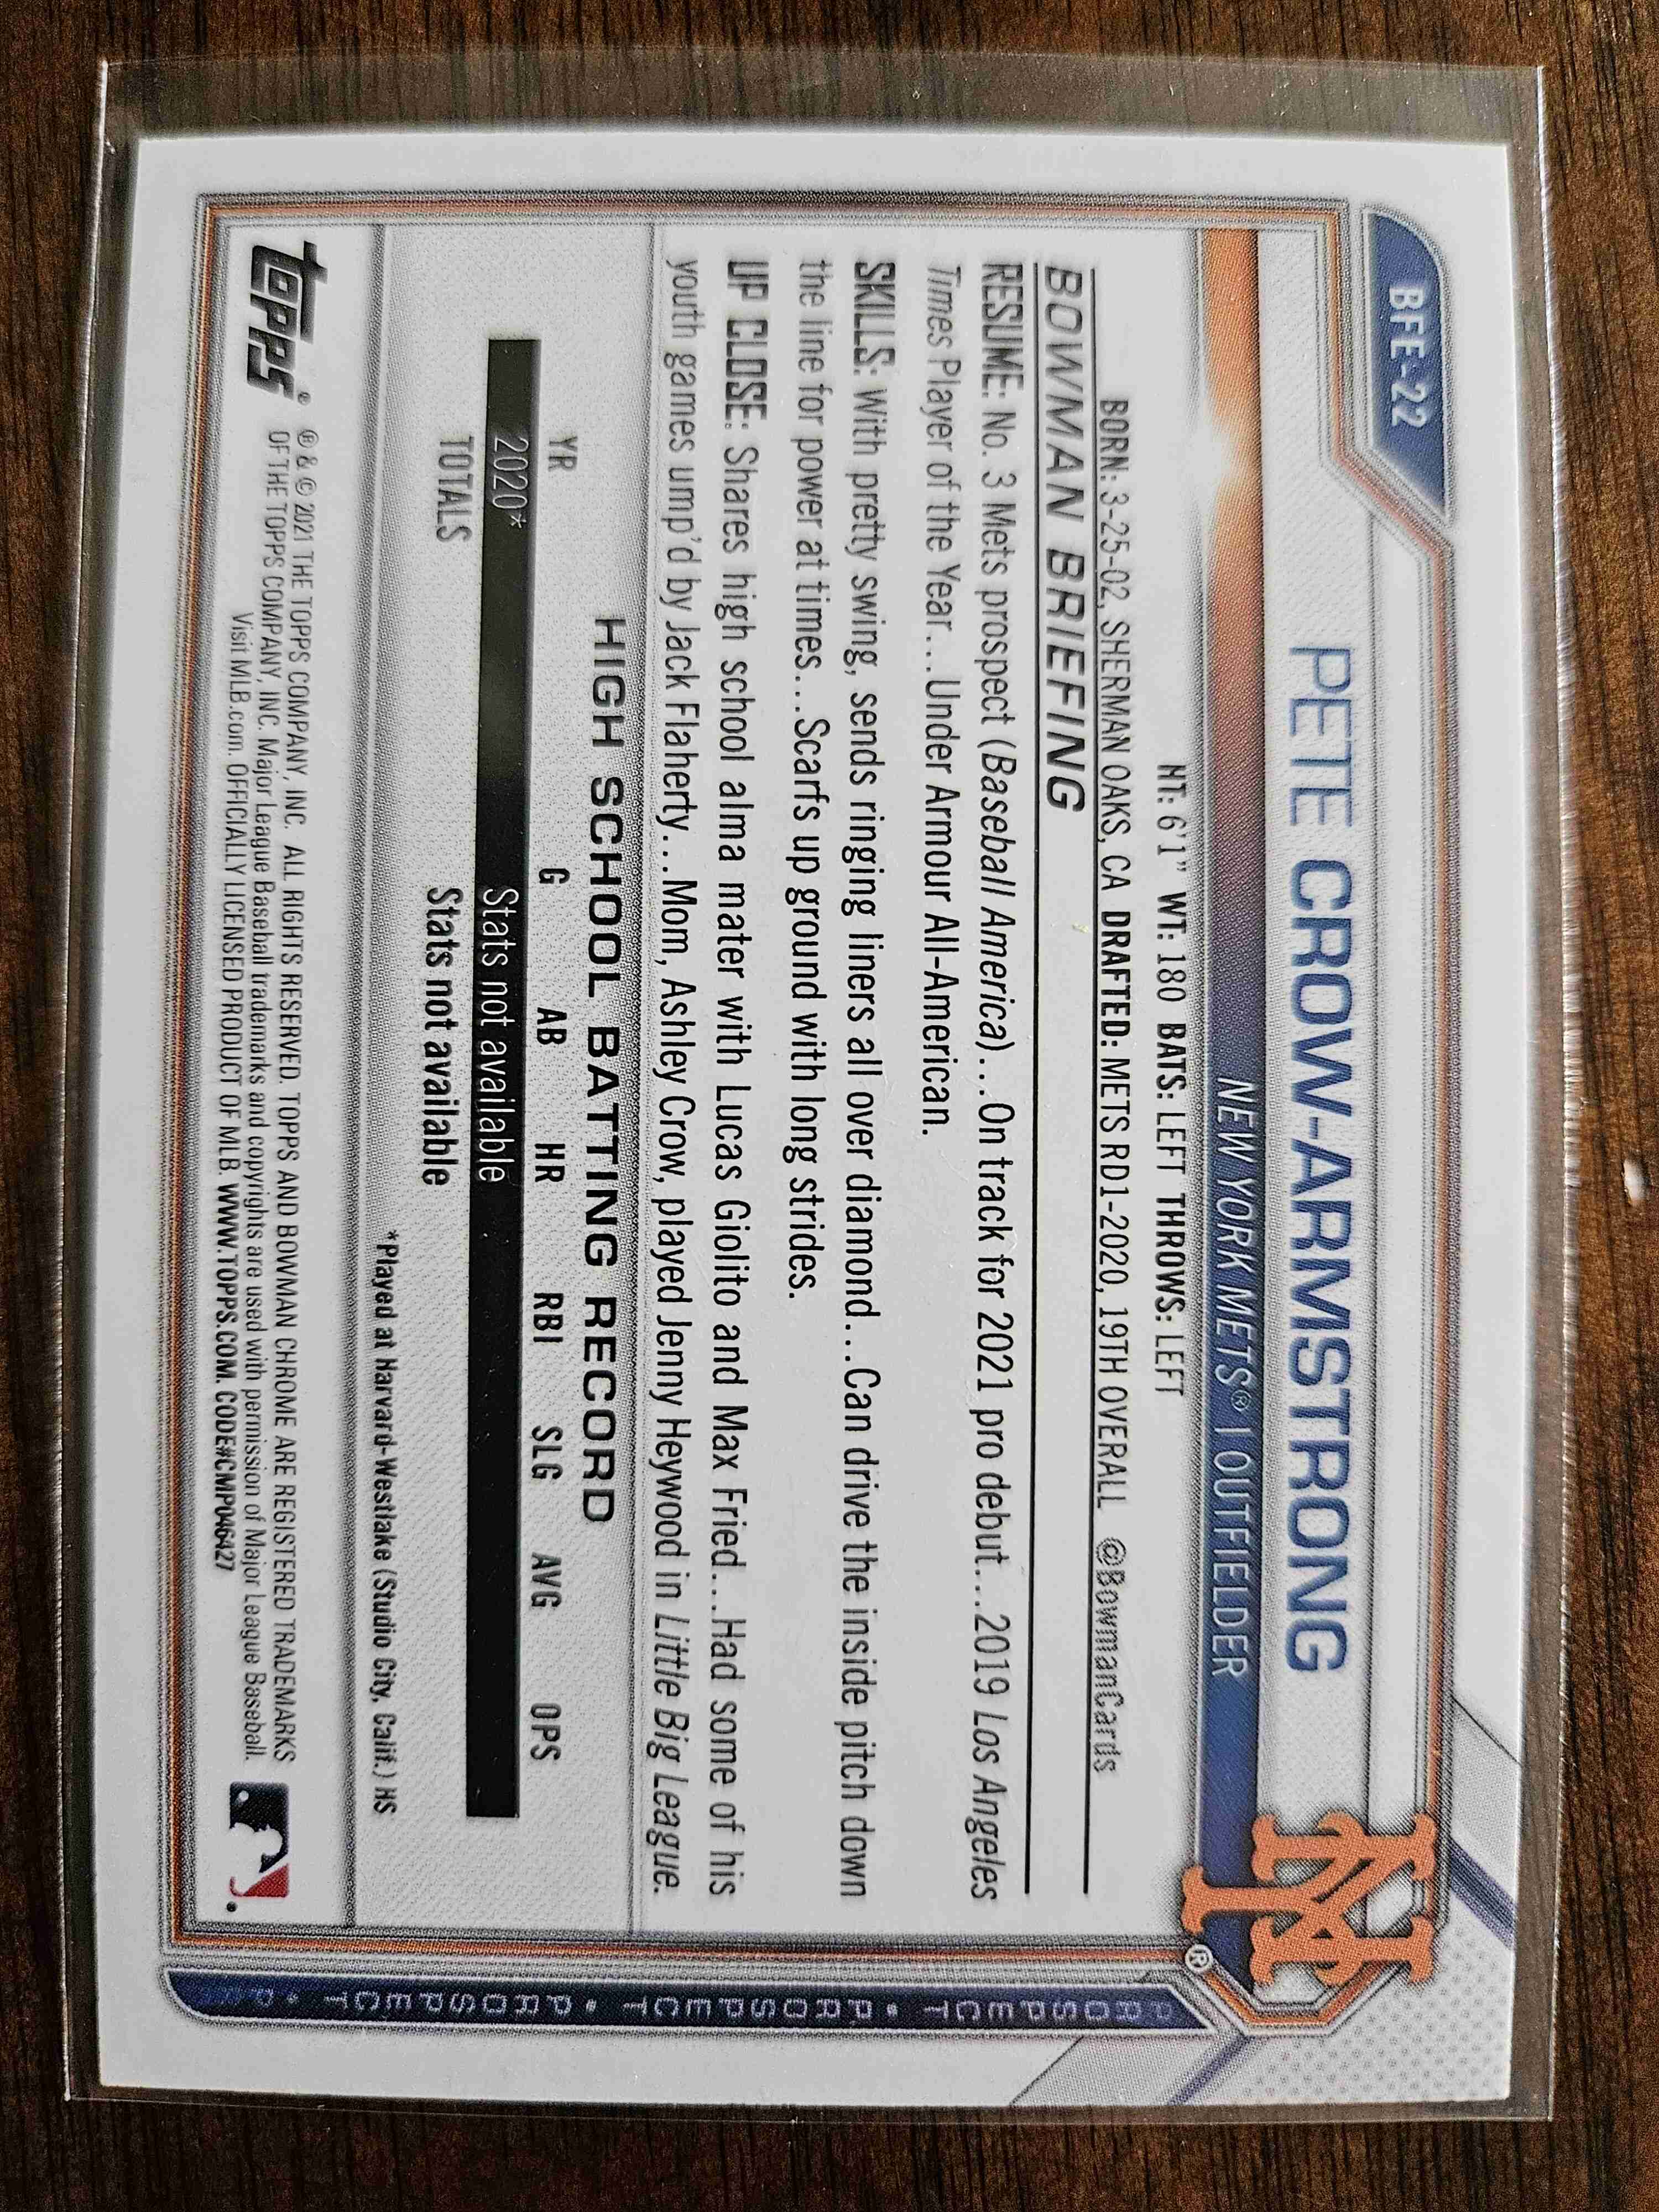 BFE-22
PETE CROW-ARMSTRONG
NEW YORK METS® | OUTFIELDER
HT: 6'1" WT: 180 BATS: LEFT THROWS: LEFT
BORN: 3-25-02, SHERMAN OAKS, CA DRAFTED: METS RD1-2020, 19TH OVERALL @BowmanCards
BOWMAN BRIEFING
RESUME: No. 3 Mets prospect (Baseball America)...On track for 2021 pro debut...2019 Los Angeles
Times Player of the Year...Under Armour All-American.
SKILLS: With pretty swing, sends ringing liners all over diamond...Can drive the inside pitch down
the line for power at times...Scarfs up ground with long strides.
UP CLOSE: Shares high school alma mater with Lucas Giolito and Max Fried...Had some of his
youth games ump'd by Jack Flaherty...Mom, Ashley Crow, played Jenny Heywood in Little Big League.
HIGH SCHOOL BATTING RECORD
YR G AB HR RBI SLG AVG OPS
2020* Stats not available
TOTALS Stats not available
*Played at Harvard-Westlake (Studio City, Calif.) HS
topps® ® & © 2021 THE TOPPS COMPANY, INC. ALL RIGHTS RESERVED. TOPPS AND BOWMAN CHROME ARE REGISTERED TRADEMARKS
OF THE TOPPS COMPANY, INC. Major League Baseball trademarks and copyrights are used with permission of Major League Baseball.
Visit MLB.com. OFFICIALLY LICENSED PRODUCT OF MLB. WWW.TOPPS.COM. CODE#CMP046427
NY®
PROSPECT • PROSPECT • PROSPECT • PR